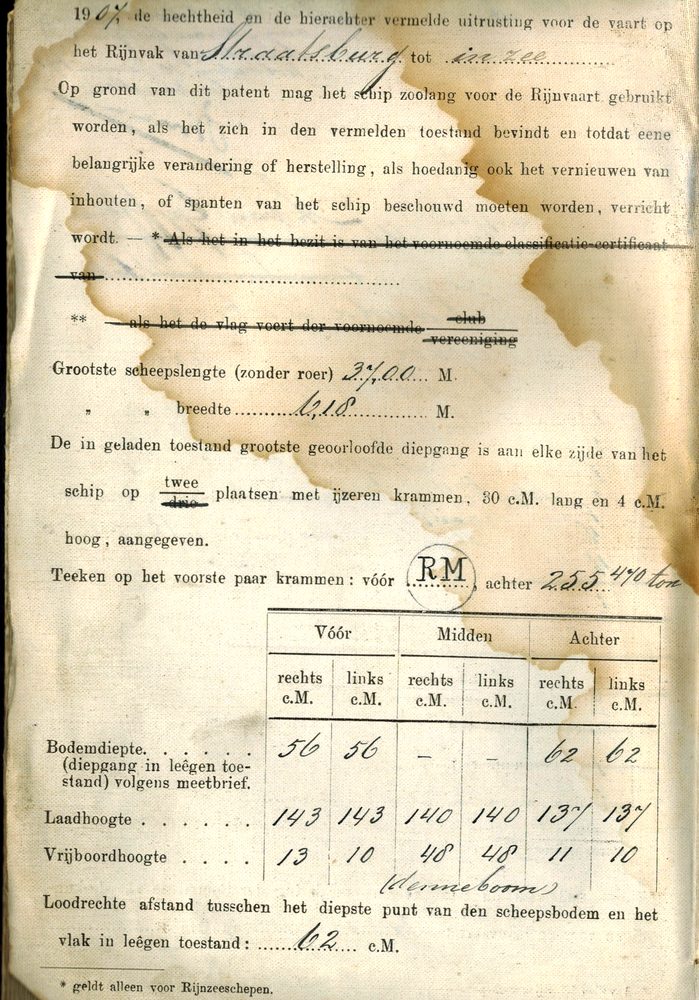 1907 de hechtheid en de hierachter vermelde uitrusting voor de vaart op
het Rijnvak van Straatsburg tot in zee
Op grond van dit patent mag het schip zoolang voor de Rijnvaart gebruikt
worden, als het zich in den vermelden toestand bevindt en totdat eene
belangrijke verandering of herstelling, als hoedanig ook het vernieuwen van
inhouten, of spanten van het schip beschouwd moeten worden, verricht
wordt. — * Als het in het bezit is van het voornoemde classificatie-certificaat
van
** als het de vlag voert der voornoemde club
vereeniging
Grootste scheepslengte (zonder roer) 37,00 M.
„ „ breedte 6,18 M.
De in geladen toestand grootste geoorloofde diepgang is aan elke zijde van het
schip op twee
drie plaatsen met ijzeren krammen, 30 c.M. lang en 4 c.M.
hoog, aangegeven.
Teeken op het voorste paar krammen: vóór RM, achter 255 470 ton
Vóór Midden Achter
rechts links rechts links rechts links
c.M. c.M. c.M. c.M. c.M. c.M.
Bodemdiepte. . . . . . 56 56 – – 62 62
(diepgang in leêgen toe-
stand) volgens meetbrief.
Laadhoogte . . . . . . 143 143 140 140 137 137
Vrijboordhoogte . . . . 13 10 48 48 11 10
(denneboom)
Loodrechte afstand tusschen het diepste punt van den scheepsbodem en het
vlak in leêgen toestand: 62 c.M.
* geldt alleen voor Rijnzeeschepen.